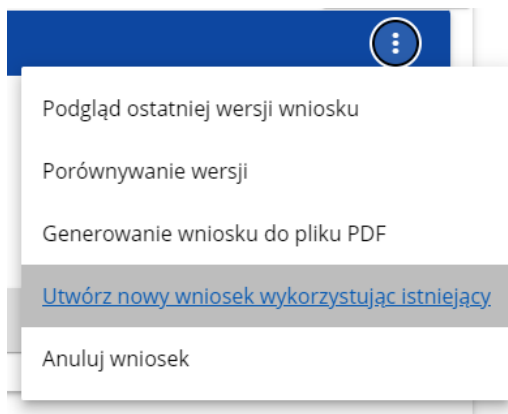 Podgląd ostatniej wersji wniosku
Porównywanie wersji
Generowanie wniosku do pliku PDF
Utwórz nowy wniosek wykorzystując istniejący
Anuluj wniosek